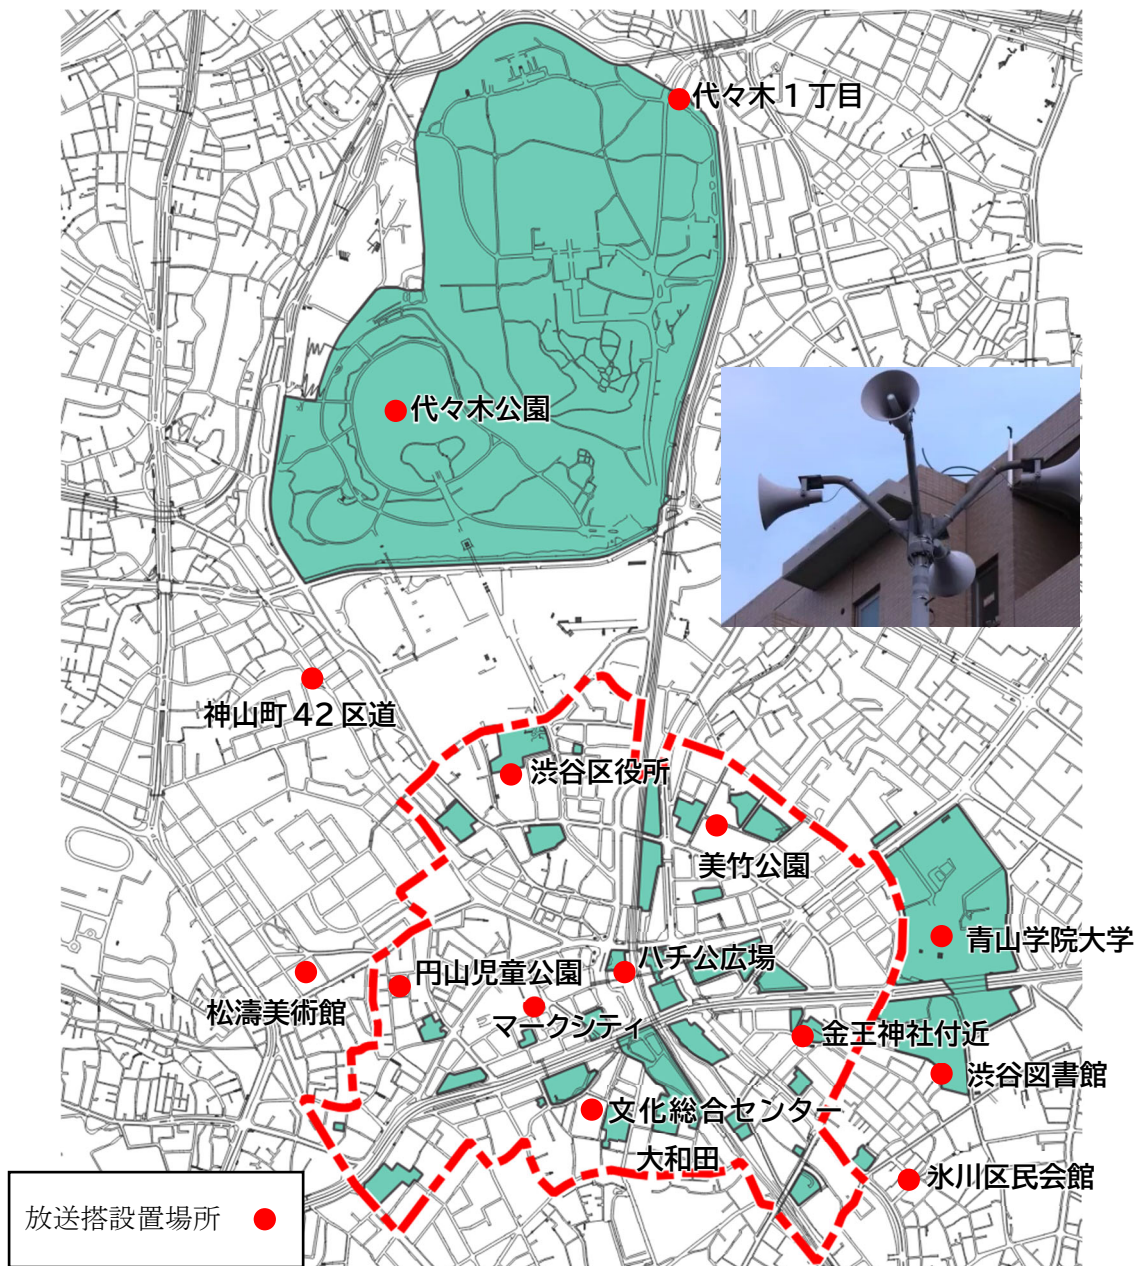 代々木1丁目
代々木公園
神山町42区道
渋谷区役所
美竹公園
青山学院大学
ハチ公広場
円山児童公園
松濤美術館
マークシティ
金王神社付近
渋谷図書館
文化総合センター
大和田
氷川区民会館
放送搭設置場所